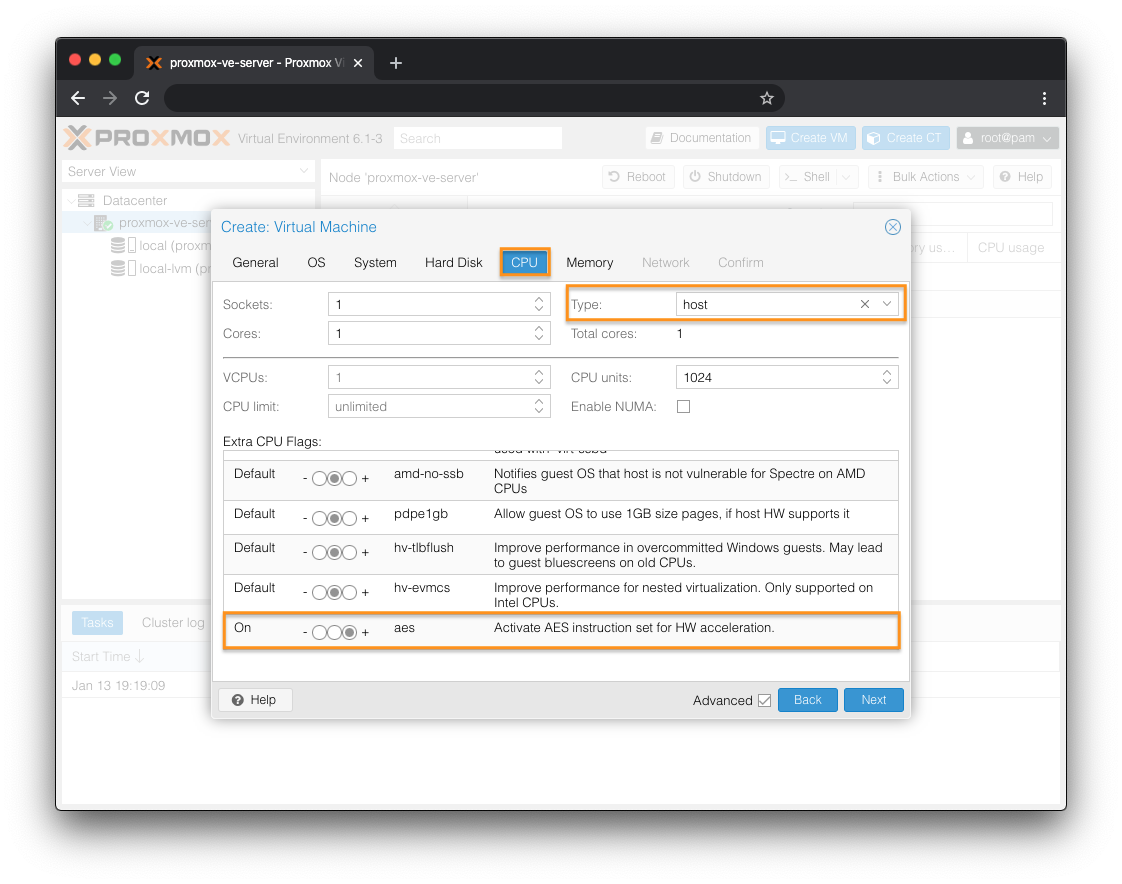 proxmox-ve-server - Proxmox Vi
PROXMOX Virtual Environment 6.1-3 Search Documentation Create VM Create CT root@pam
Server View
Node 'proxmox-ve-server' Reboot Shutdown >_ Shell Bulk Actions Help
Datacenter
proxmox-ve-ser
local (proxm
local-lvm (pr
ry us... CPU usage
Create: Virtual Machine
General OS System Hard Disk CPU Memory Network Confirm
Sockets: 1 Type: host
Cores: 1 Total cores: 1
VCPUs: 1 CPU units: 1024
CPU limit: unlimited Enable NUMA:
Extra CPU Flags:
used with "virt-ssbd"
Default - + amd-no-ssb Notifies guest OS that host is not vulnerable for Spectre on AMD
CPUs
Default - + pdpe1gb Allow guest OS to use 1GB size pages, if host HW supports it
Default - + hv-tlbflush Improve performance in overcommitted Windows guests. May lead
to guest bluescreens on old CPUs.
Default - + hv-evmcs Improve performance for nested virtualization. Only supported on
Intel CPUs.
On - + aes Activate AES instruction set for HW acceleration.
Help Advanced Back Next
Tasks Cluster log
Start Time
Jan 13 19:19:09